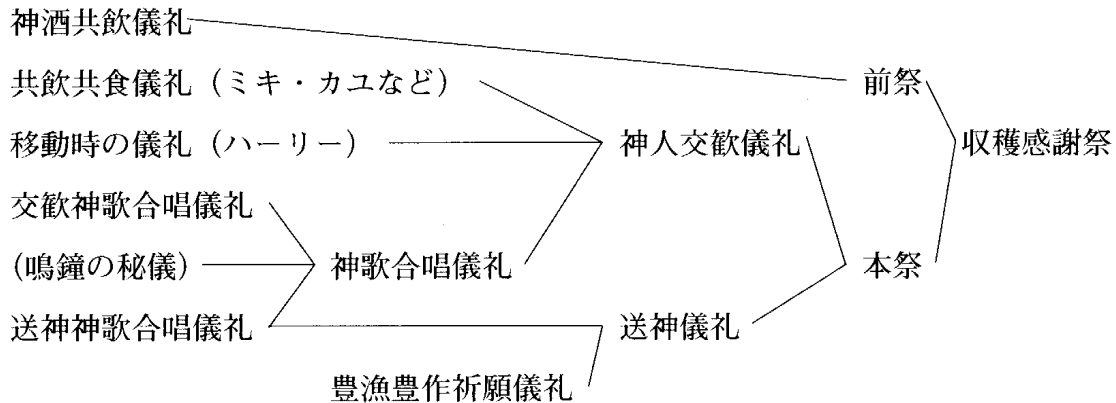 神酒共飲儀礼
共飲共食儀礼（ミキ・カユなど） 前祭
移動時の儀礼（ハーリー） 神人交歓儀礼 収穫感謝祭
交歓神歌合唱儀礼
(鳴鐘の秘儀) 神歌合唱儀礼 本祭
送神神歌合唱儀礼 送神儀礼
豊漁豊作祈願儀礼